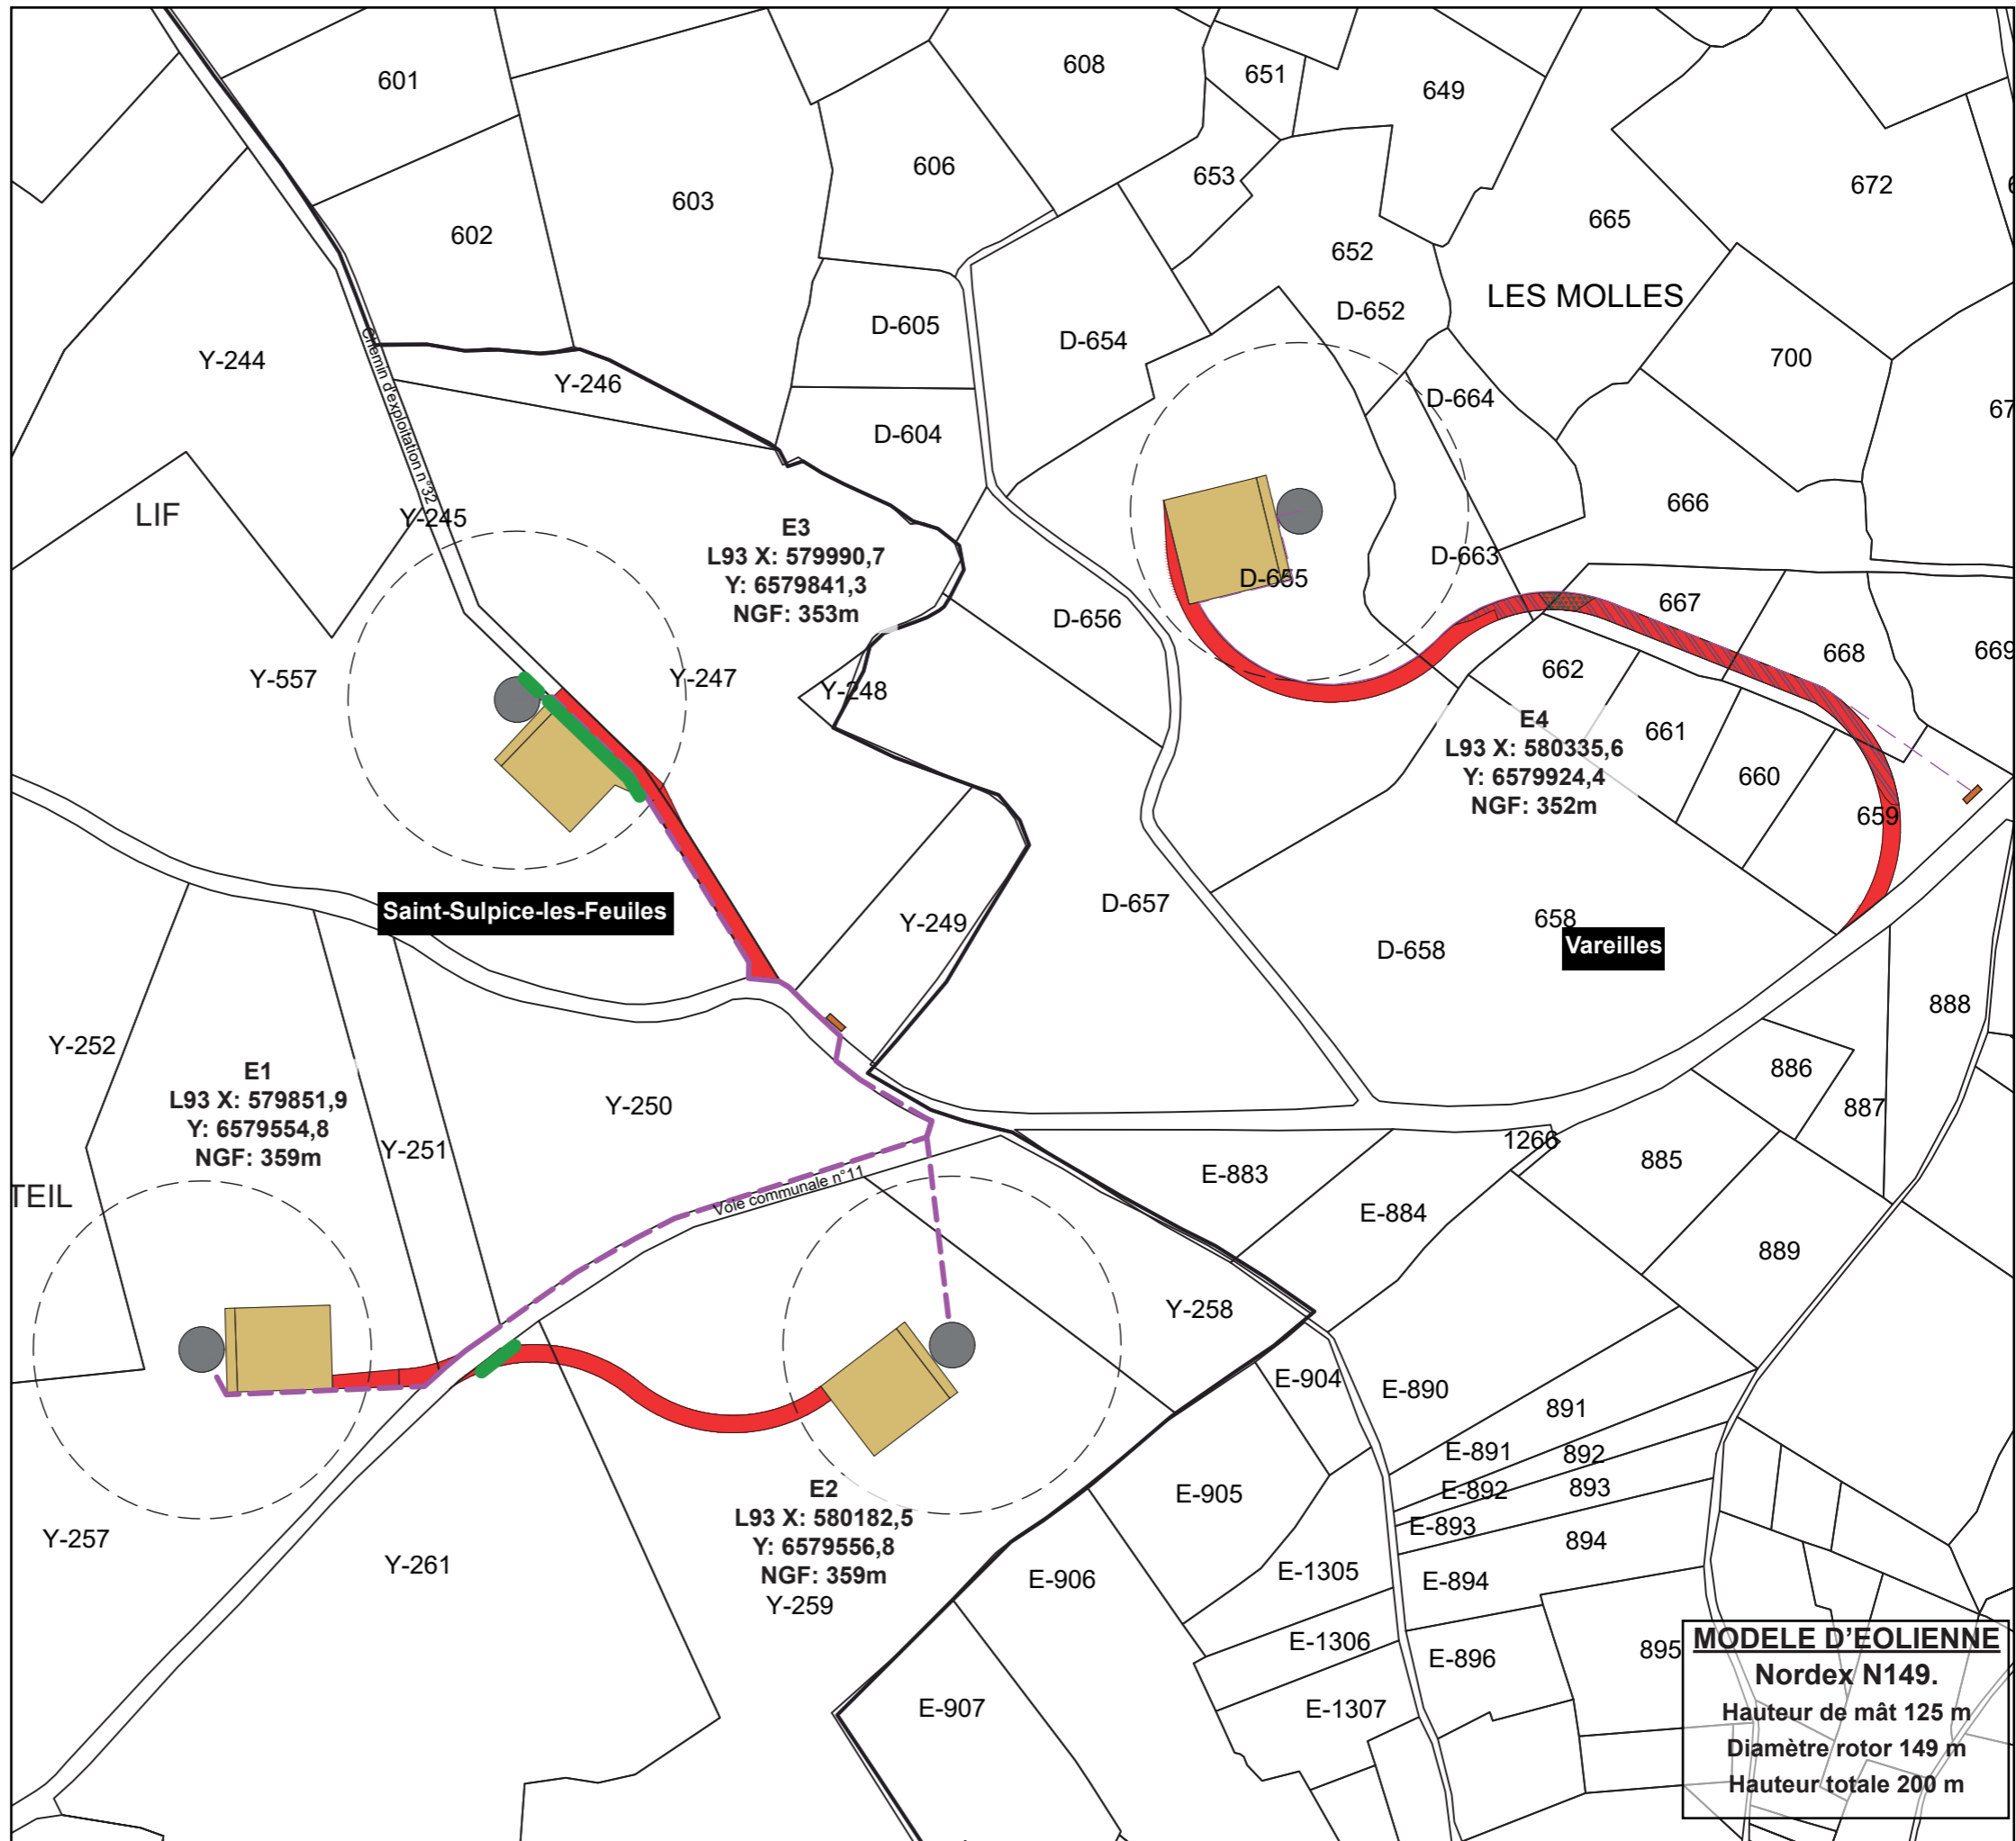 601
608
651
649
606
653
672
603
665
602
652
LES MOLLES
D-652
D-605
D-654
700
Y-244
Y-246
Chemin d'exploitation n°32
D-664
D-604
67
666
LIF
Y-245
E3
L93 X: 579990,7
Y: 6579841,3
NGF: 353m
D-663
D-655
667
D-656
668
669
662
Y-557
Y-247
Y-248
E4
L93 X: 580335,6
Y: 6579924,4
NGF: 352m
661
660
659
Saint-Sulpice-les-Feuiles
D-657
658
Y-249
Vareilles
D-658
888
Y-252
886
E1
L93 X: 579851,9
Y: 6579554,8
NGF: 359m
Y-250
887
Y-251
1266
885
E-883
TEIL
Voie communale n°11
E-884
889
Y-258
E-904
E-890
891
E-891
892
E-892
893
E-893
E-905
894
Y-257
E2
L93 X: 580182,5
Y: 6579556,8
NGF: 359m
Y-259
Y-261
E-1305
E-906
E-894
E-1306
895
E-896
E-907
E-1307
MODELE D'EOLIENNE
Nordex N149.
Hauteur de mât 125 m
Diamètre rotor 149 m
Hauteur totale 200 m